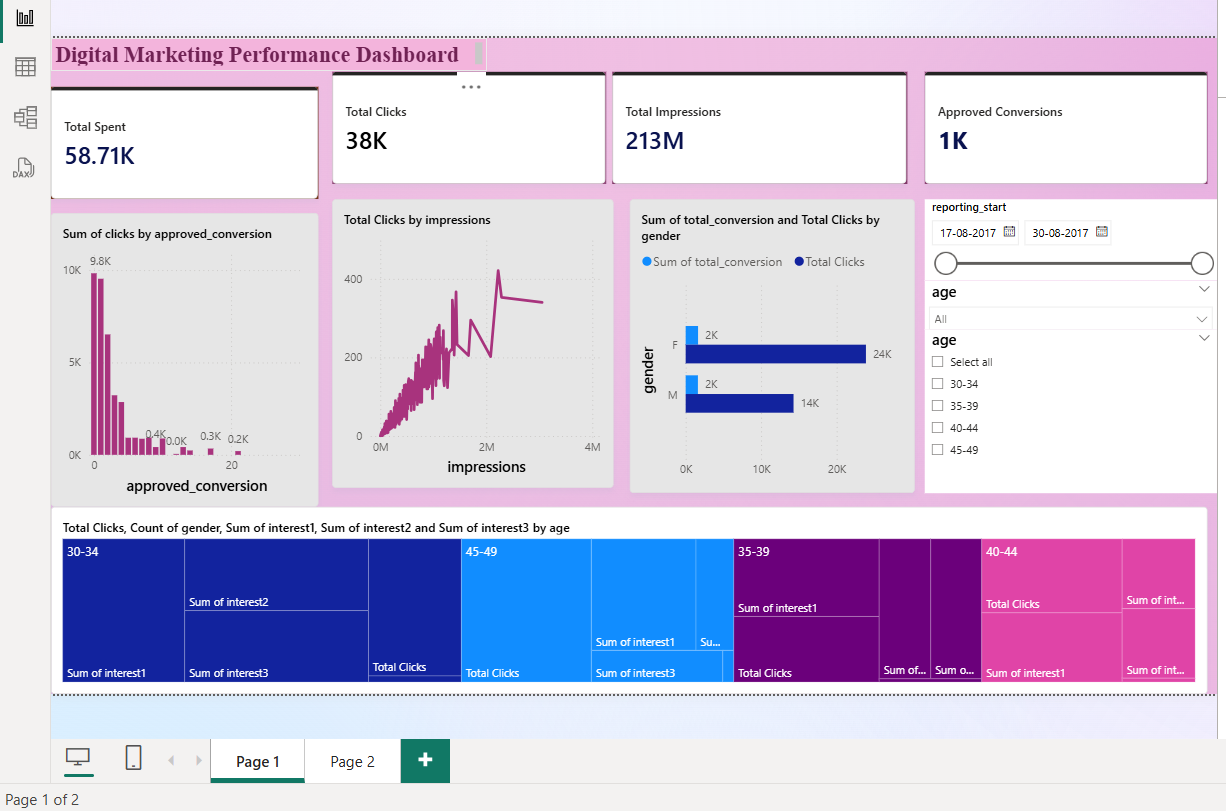 Digital Marketing Performance Dashboard
Total Spent
58.71K
Total Clicks
38K
Total Impressions
213M
Approved Conversions
1K
DAX
Sum of clicks by approved_conversion
10K
9.8K
5K
0K
0.4K
0.0K
0.3K
0.2K
0
20
approved_conversion
Total Clicks by impressions
400
200
0
0M
2M
4M
impressions
Sum of total_conversion and Total Clicks by
gender
Sum of total_conversion
Total Clicks
gender
F
2K
24K
M
2K
14K
0K
10K
20K
reporting_start
17-08-2017
30-08-2017
age
All
age
Select all
30-34
35-39
40-44
45-49
Total Clicks, Count of gender, Sum of interest1, Sum of interest2 and Sum of interest3 by age
30-34
Sum of interest1
Sum of interest2
Sum of interest3
Total Clicks
45-49
Total Clicks
Sum of interest1
Su...
Sum of interest3
35-39
Sum of interest1
Total Clicks
Sum of...
Sum o...
40-44
Total Clicks
Sum of interest1
Sum of int...
Sum of int...
Page 1
Page 2
+
Page 1 of 2